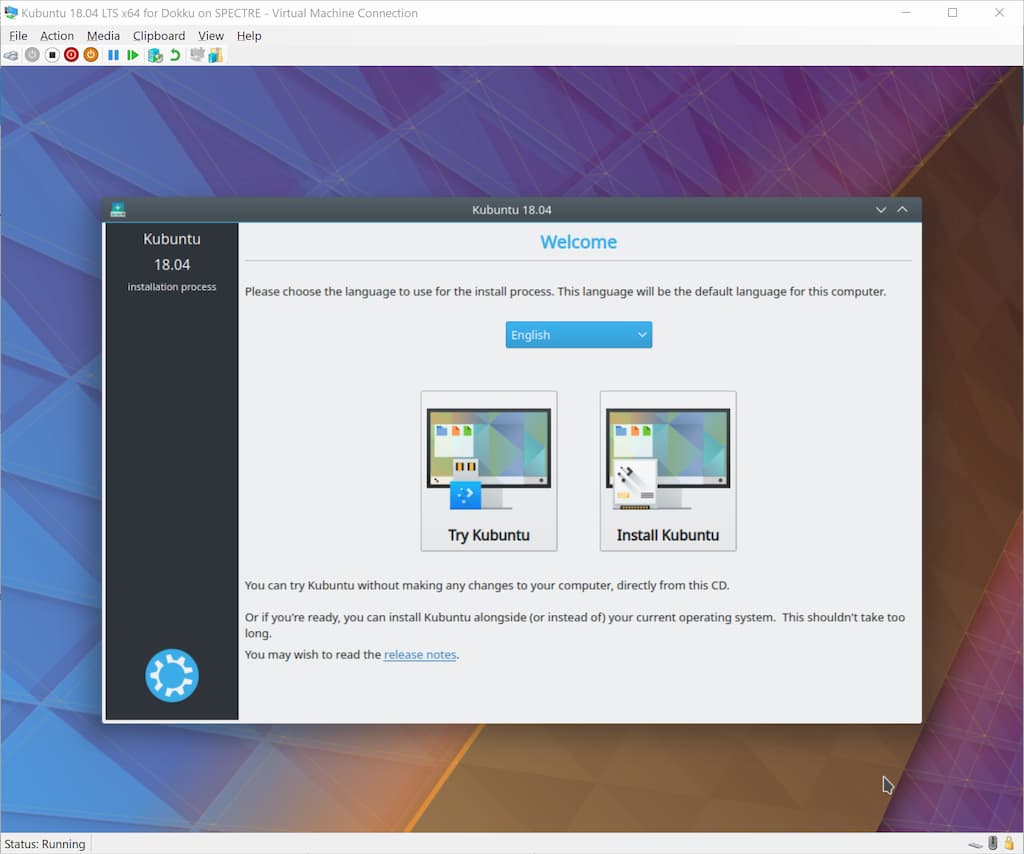 Kubuntu 18.04 LTS x64 for Dokku on SPECTRE - Virtual Machine Connection
File Action Media Clipboard View Help
Kubuntu 18.04
Kubuntu
18.04
installation process
Welcome
Please choose the language to use for the install process. This language will be the default language for this computer.
English
Try Kubuntu
Install Kubuntu
You can try Kubuntu without making any changes to your computer, directly from this CD.
Or if you're ready, you can install Kubuntu alongside (or instead of) your current operating system. This shouldn't take too
long.
You may wish to read the release notes.
Status: Running